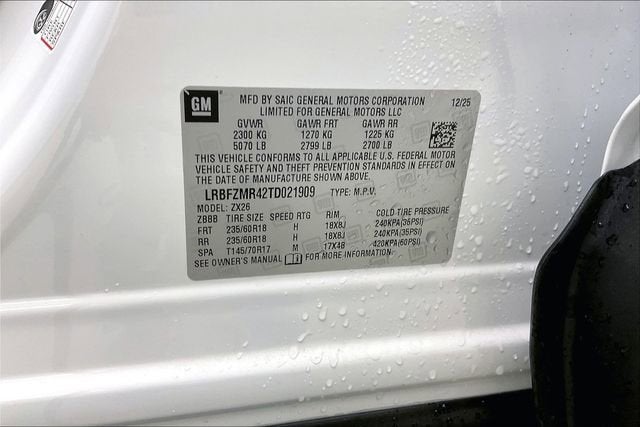 GM
MFD BY SAIC GENERAL MOTORS CORPORATION 12/25
LIMITED FOR GENERAL MOTORS LLC
GVWR GAWR FRT GAWR RR
2300 KG 1270 KG 1225 KG
5070 LB 2799 LB 2700 LB
THIS VEHICLE CONFORMS TO ALL APPLICABLE U.S. FEDERAL MOTOR
VEHICLE SAFETY AND THEFT PREVENTION STANDARDS IN EFFECT ON
THE DATE OF MANUFACTURE SHOWN ABOVE.
LRBFZMR42TD021909 TYPE: M.P.V.
MODEL: ZX26
ZBBB TIRE SIZE SPEED RTG RIM COLD TIRE PRESSURE
FRT 235/60R18 H 18X8J 240KPA(35PSI)
RR 235/60R18 H 18X8J 240KPA(35PSI)
SPA T145/70R17 M 17X4B 420KPA(60PSI)
SEE OWNER'S MANUAL FOR MORE INFORMATION.